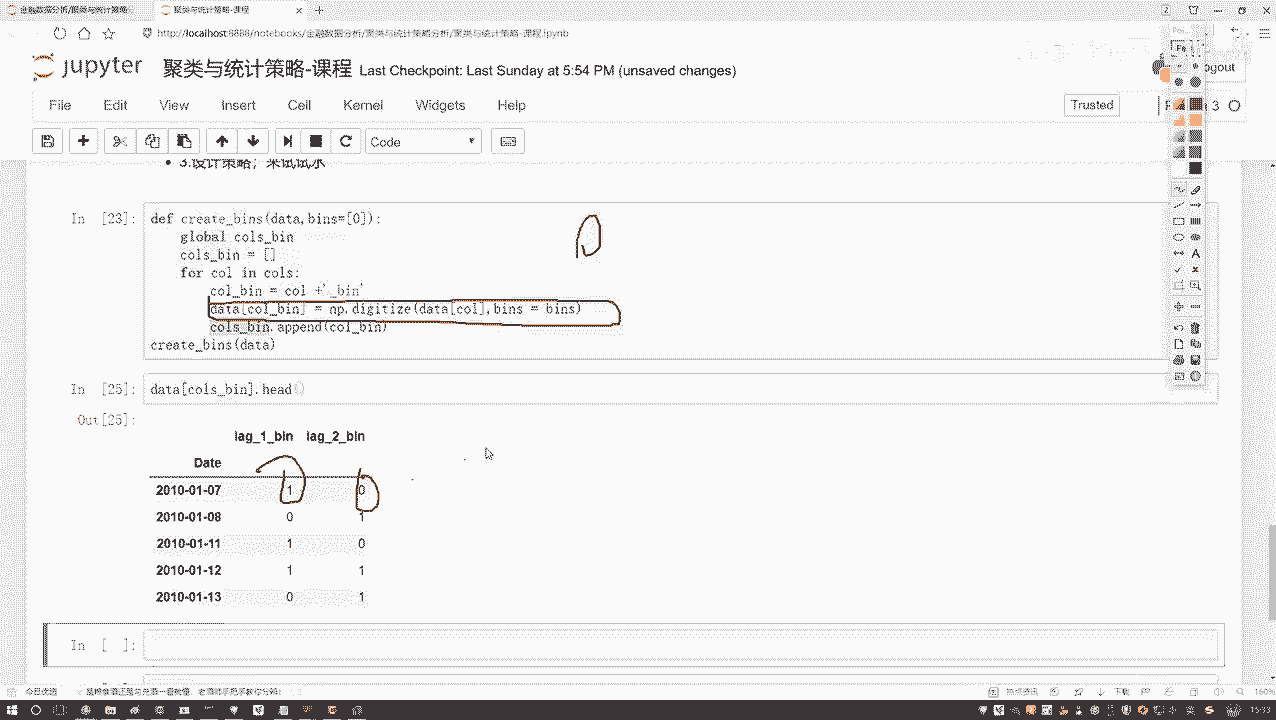 金融数据分析/聚类与统计策略
聚类与统计策略-课程
http://localhost:8888/notebooks/金融数据分析/聚类与统计策略分析/聚类与统计策略-课程.ipynb
jupyter 聚类与统计策略-课程 Last Checkpoint: Last Sunday at 5:54 PM (unsaved changes)
File Edit View Insert Cell Kernel Widgets Help
Trusted
3
Code
3.设计策略，来试试水
In [23]:
def create_bins(data,bins=[0]):
global cols_bin
cols_bin = []
for col in cols:
col_bin = col +'_bin'
data[col_bin] = np.digitize(data[col],bins = bins)
cols_bin.append(col_bin)
create_bins(data)
In [25]:
data[cols_bin].head()
Out[25]:
lag_1_bin lag_2_bin
Date
2010-01-07 1 0
2010-01-08 0 1
2010-01-11 1 0
2010-01-12 1 1
2010-01-13 0 1
In [ ]:
160%